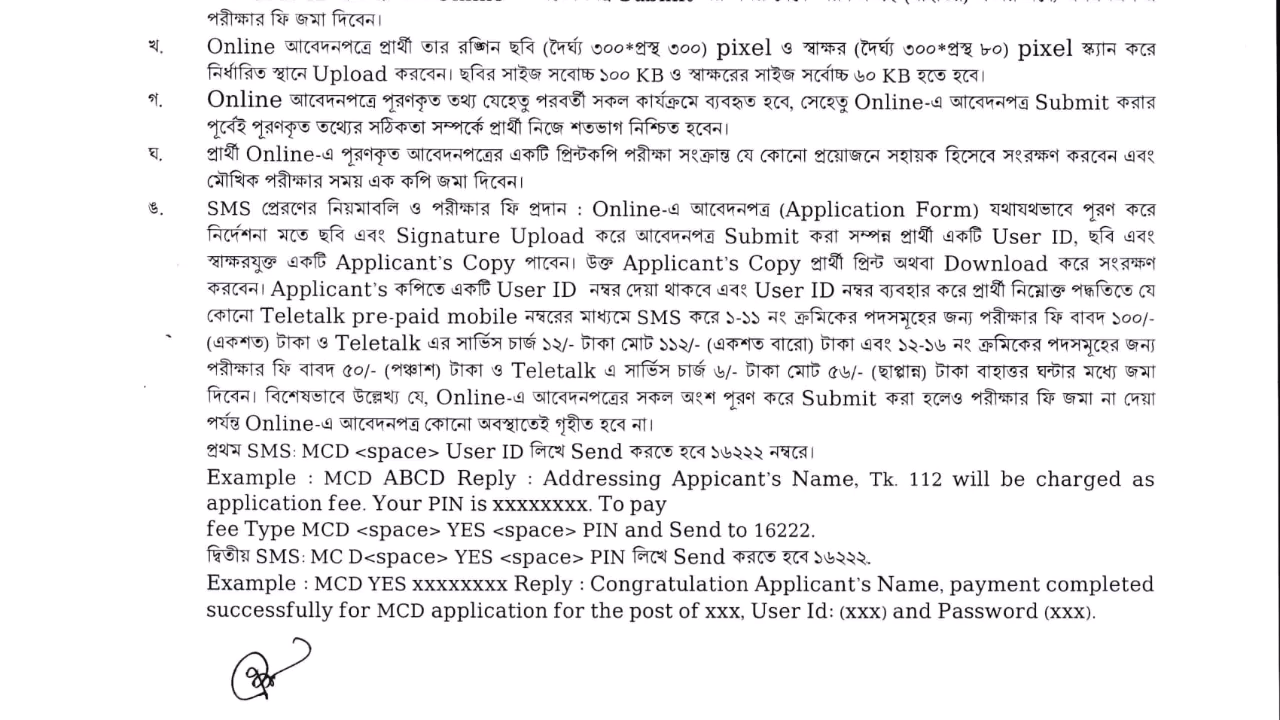 পরীক্ষার ফি জমা দিবেন।
খ. Online আবেদনপত্রে প্রার্থী তার রঙ্গিন ছবি (দৈর্ঘ্য ৩০০*প্রস্থ ৩০০) pixel ও স্বাক্ষর (দৈর্ঘ্য ৩০০*প্রস্থ ৮০) pixel স্ক্যান করে
নির্ধারিত স্থানে Upload করবেন। ছবির সাইজ সবোচ্চ ১০০ KB ও স্বাক্ষরের সাইজ সর্বোচ্চ ৬০ KB হতে হবে।
গ. Online আবেদনপত্রে পূরণকৃত তথ্য যেহেতু পরবর্তী সকল কার্যক্রমে ব্যবহৃত হবে, সেহেতু Online-এ আবেদনপত্র Submit করার
পূর্বেই পূরণকৃত তথ্যের সঠিকতা সম্পর্কে প্রার্থী নিজে শতভাগ নিশ্চিত হবেন।
ঘ. প্রার্থী Online-এ পূরণকৃত আবেদনপত্রের একটি প্রিন্টকপি পরীক্ষা সংক্রান্ত যে কোনো প্রয়োজনে সহায়ক হিসেবে সংরক্ষণ করবেন এবং
মৌখিক পরীক্ষার সময় এক কপি জমা দিবেন।
ঙ. SMS প্রেরণের নিয়মাবলি ও পরীক্ষার ফি প্রদান : Online-এ আবেদনপত্র (Application Form) যথাযথভাবে পূরণ করে
নির্দেশনা মতে ছবি এবং Signature Upload করে আবেদনপত্র Submit করা সম্পন্ন প্রার্থী একটি User ID, ছবি এবং
স্বাক্ষরযুক্ত একটি Applicant's Copy পাবেন। উক্ত Applicant's Copy প্রার্থী প্রিন্ট অথবা Download করে সংরক্ষণ
করবেন। Applicant's কপিতে একটি User ID নম্বর দেয়া থাকবে এবং User ID নম্বর ব্যবহার করে প্রার্থী নিম্নোক্ত পদ্ধতিতে যে
কোনো Teletalk pre-paid mobile নম্বরের মাধ্যমে SMS করে ১-১১ নং ক্রমিকের পদসমূহের জন্য পরীক্ষার ফি বাবদ ১০০/-
(একশত) টাকা ও Teletalk এর সার্ভিস চার্জ ১২/- টাকা মোট ১১২/- (একশত বারো) টাকা এবং ১২-১৬ নং ক্রমিকের পদসমূহের জন্য
পরীক্ষার ফি বাবদ ৫০/- (পঞ্চাশ) টাকা ও Teletalk এ সার্ভিস চার্জ ৬/- টাকা মোট ৫৬/- (ছাপ্পান্ন) টাকা বাহাত্তর ঘন্টার মধ্যে জমা
দিবেন। বিশেষভাবে উল্লেখ্য যে, Online-এ আবেদনপত্রের সকল অংশ পূরণ করে Submit করা হলেও পরীক্ষার ফি জমা না দেয়া
পর্যন্ত Online-এ আবেদনপত্র কোনো অবস্থাতেই গৃহীত হবে না।
প্রথম SMS: MCD <space> User ID লিখে Send করতে হবে ১৬২২২ নম্বরে।
Example : MCD ABCD Reply : Addressing Appicant's Name, Tk. 112 will be charged as
application fee. Your PIN is xxxxxxxx. To pay
fee Type MCD <space> YES <space> PIN and Send to 16222.
দ্বিতীয় SMS: MC D<space> YES <space> PIN লিখে Send করতে হবে ১৬২২২.
Example : MCD YES xxxxxxxx Reply : Congratulation Applicant's Name, payment completed
successfully for MCD application for the post of xxx, User Id: (xxx) and Password (xxx).